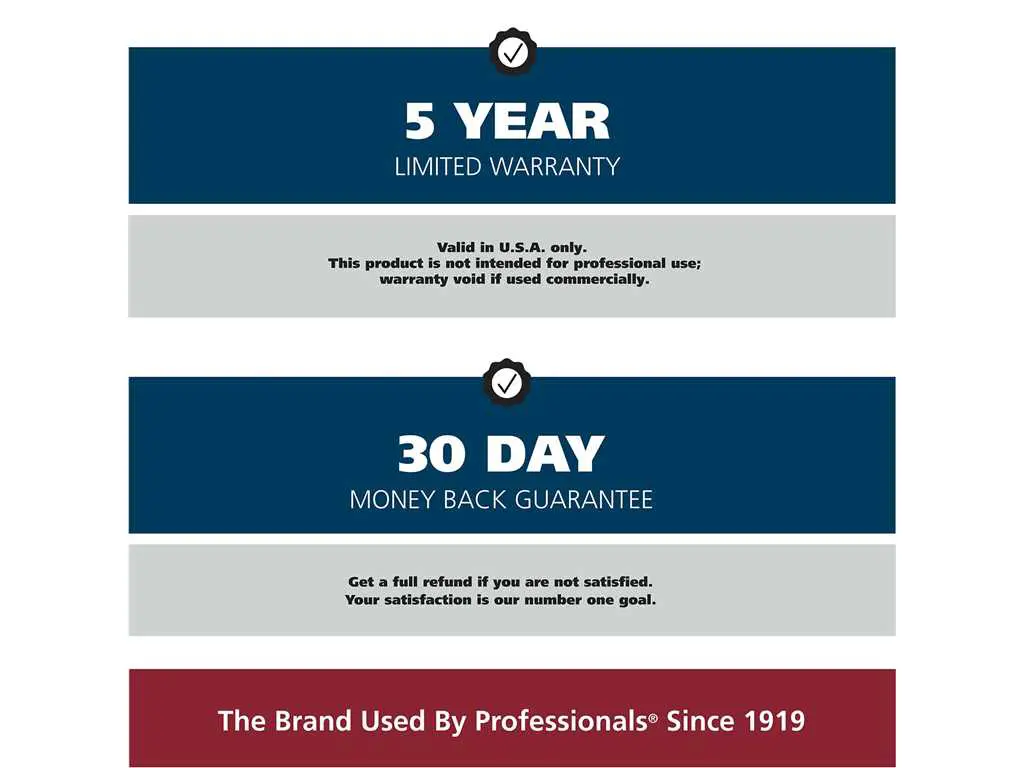 5 YEAR
LIMITED WARRANTY
Valid in U.S.A. only.
This product is not intended for professional use;
warranty void if used commercially.
30 DAY
MONEY BACK GUARANTEE
Get a full refund if you are not satisfied.
Your satisfaction is our number one goal.
The Brand Used By Professionals® Since 1919